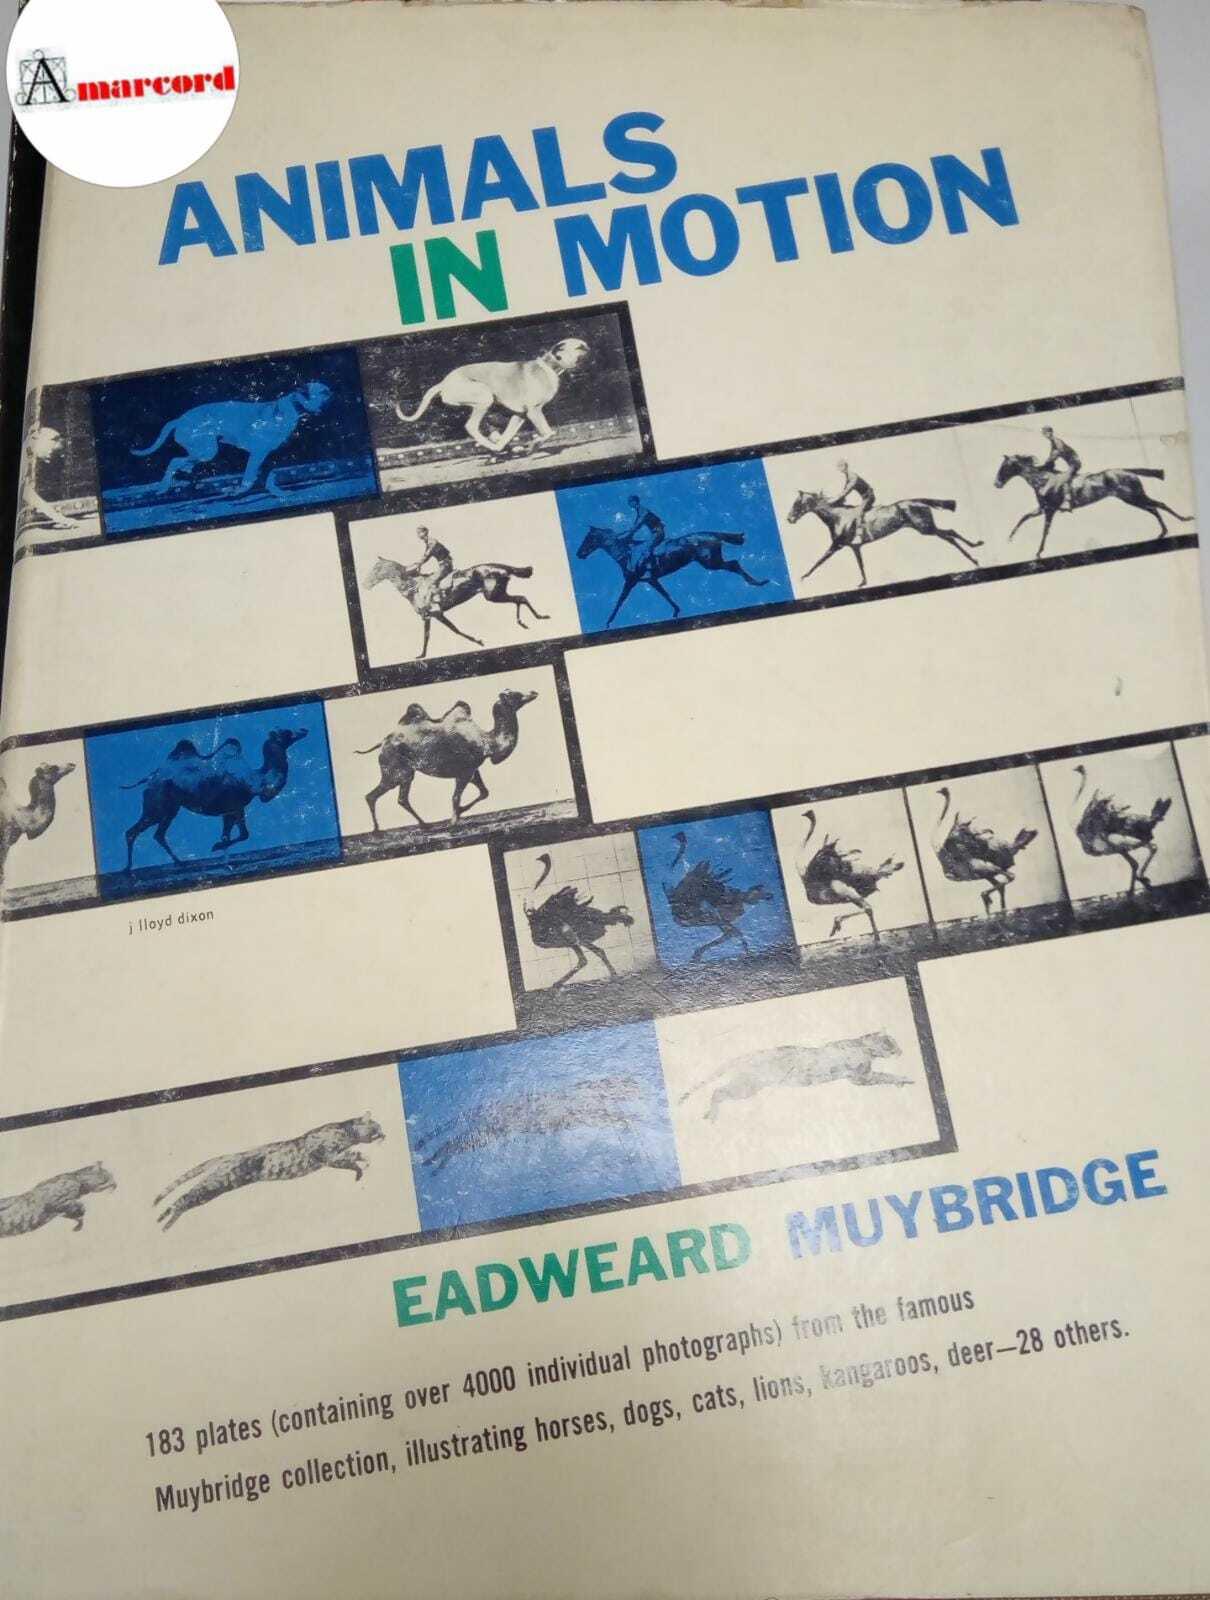 Amarcord
ANIMALS
IN MOTION
j lloyd dixon
EADWEARD MUYBRIDGE
183 plates (containing over 4000 individual photographs) from the famous
Muybridge collection, illustrating horses, dogs, cats, lions, kangaroos, deer—28 others.